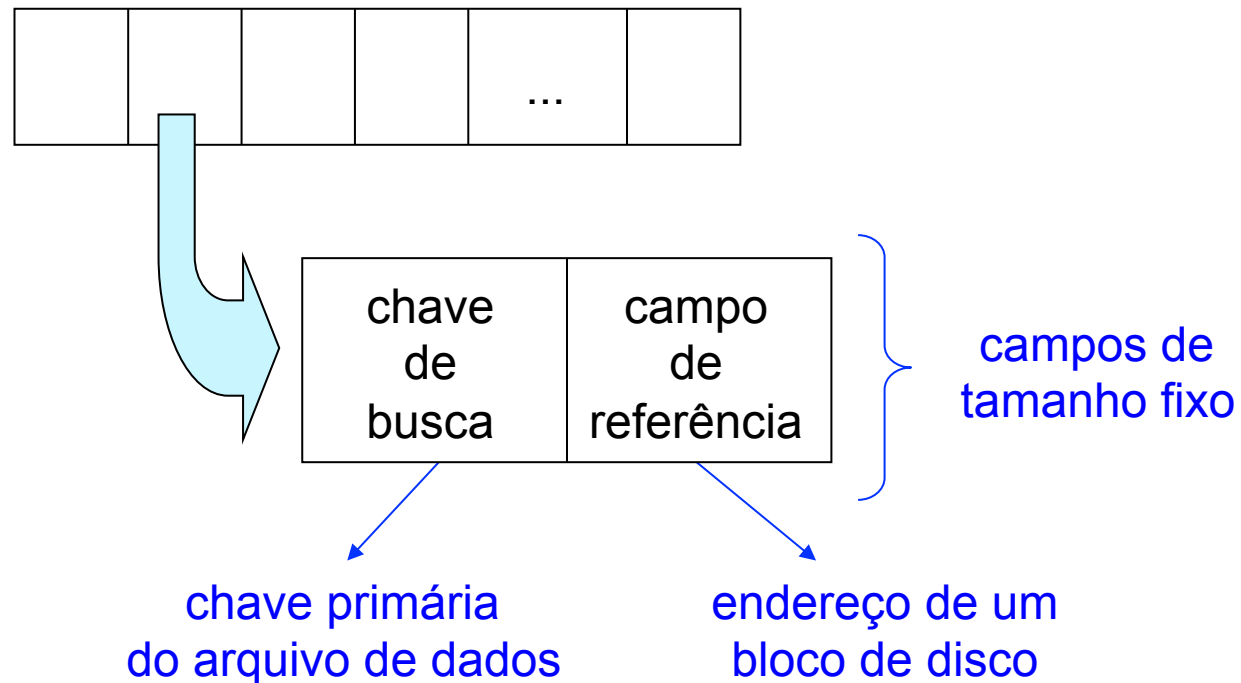 ...
chave
de
busca
campo
de
referência
campos de
tamanho fixo
chave primária
do arquivo de dados
endereço de um
bloco de disco